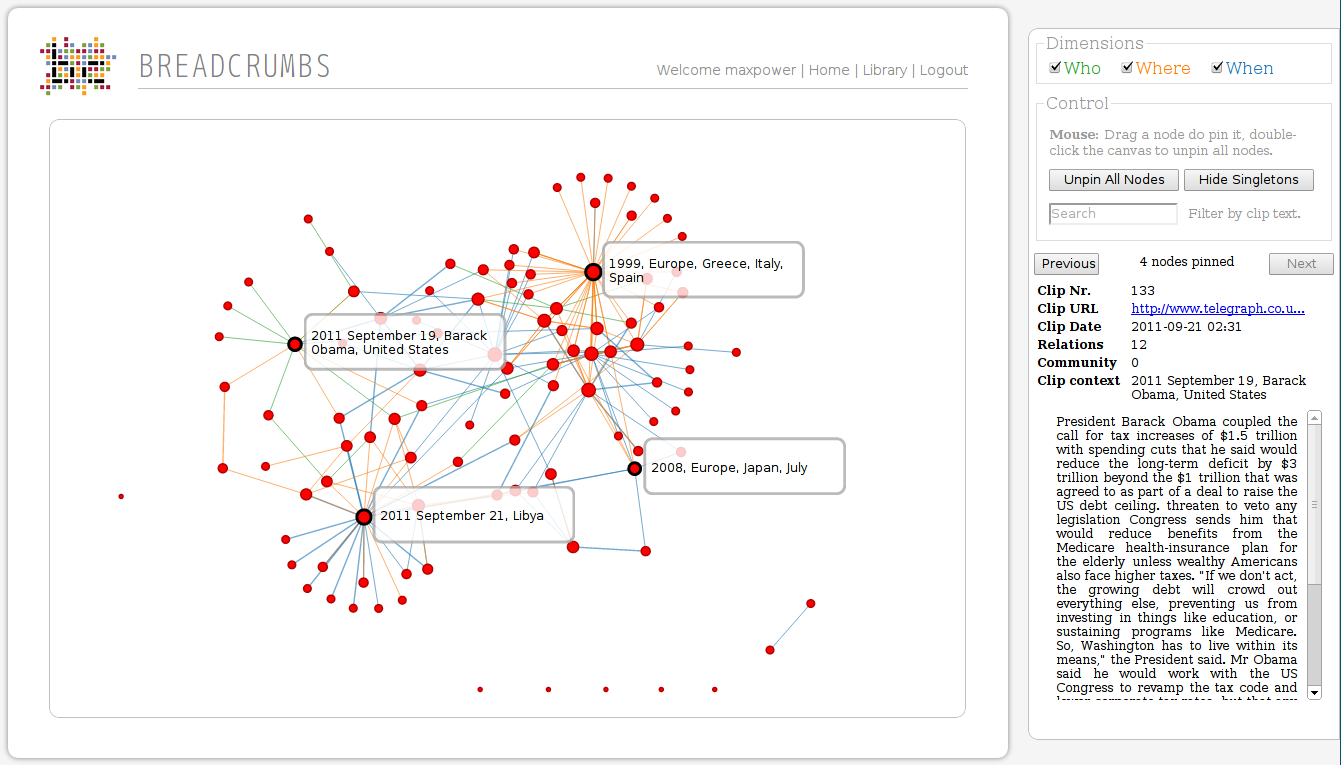 BREADCRUMBS
Welcome maxpower | Home | Library | Logout
1999, Europe, Greece, Italy,
Spain
2011 September 19, Barack
Obama, United States
2008, Europe, Japan, July
2011 September 21, Libya
Dimensions
Who Where When
Control
Mouse: Drag a node do pin it, double-
click the canvas to unpin all nodes.
Unpin All Nodes Hide Singletons
Search Filter by clip text.
Previous 4 nodes pinned Next
Clip Nr. 133
Clip URL http://www.telegraph.co.u...
Clip Date 2011-09-21 02:31
Relations 12
Community 0
Clip context 2011 September 19, Barack
Obama, United States
President Barack Obama coupled the
call for tax increases of $1.5 trillion
with spending cuts that he said would
reduce the long-term deficit by $3
trillion beyond the $1 trillion that was
agreed to as part of a deal to raise the
US debt ceiling. threaten to veto any
legislation Congress sends him that
would reduce benefits from the
Medicare health-insurance plan for
the elderly unless wealthy Americans
also face higher taxes. "If we don't act,
the growing debt will crowd out
everything else, preventing us from
investing in things like education, or
sustaining programs like Medicare.
So, Washington has to live within its
means," the President said. Mr Obama
said he would work with the US
Congress to revamp the tax code and